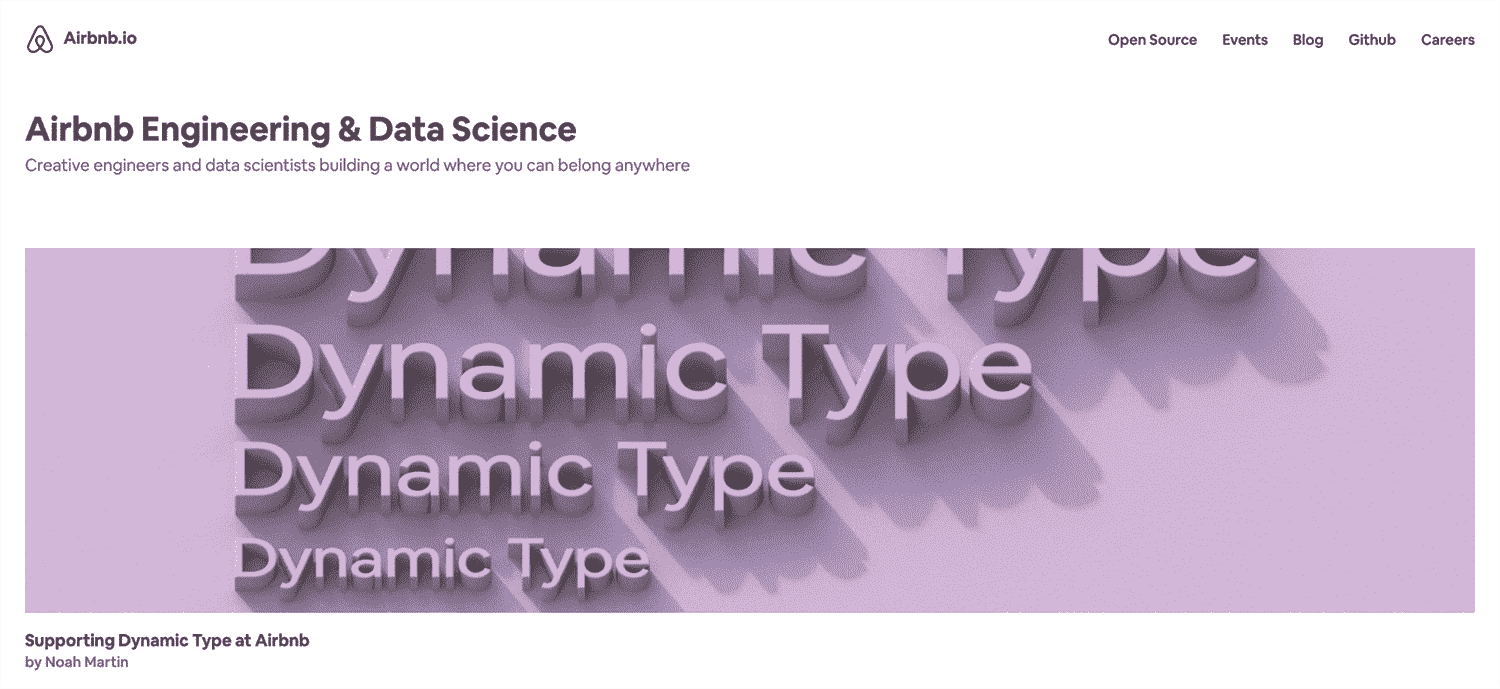 Airbnb.io
Open Source Events Blog Github Careers
Airbnb Engineering & Data Science
Creative engineers and data scientists building a world where you can belong anywhere
Dynamic Type
Dynamic Type
Dynamic Type
Dynamic Type
Supporting Dynamic Type at Airbnb
by Noah Martin